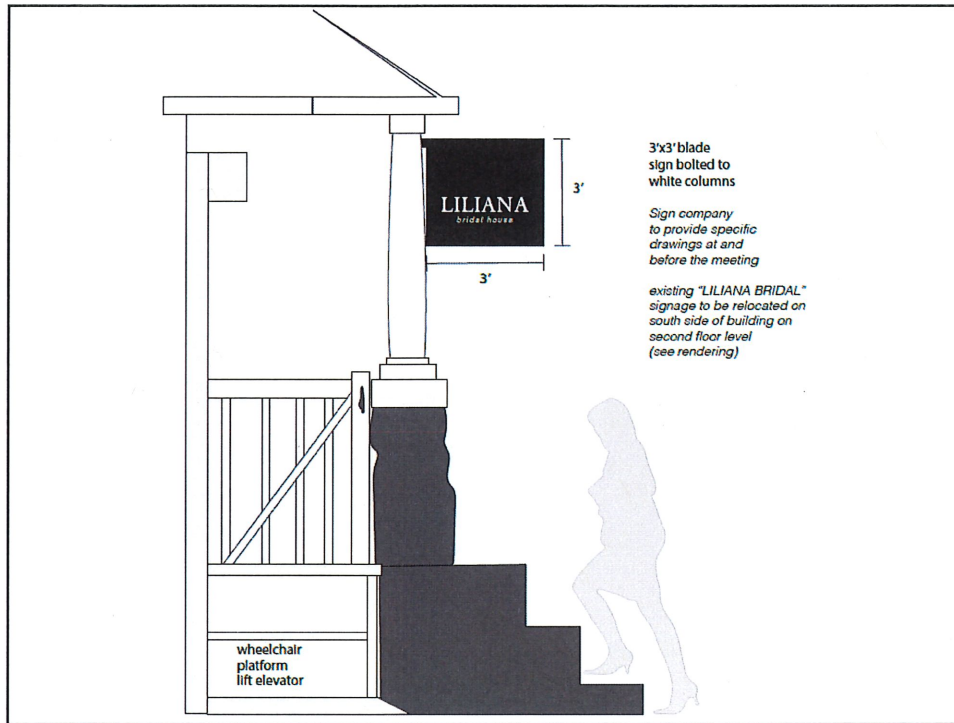 LILIANA
bridal house
3'
3'
3'x3' blade
sign bolted to
white columns
Sign company
to provide specific
drawings at and
before the meeting
existing "LILIANA BRIDAL"
signage to be relocated on
south side of building on
second floor level
(see rendering)
wheelchair
platform
lift elevator